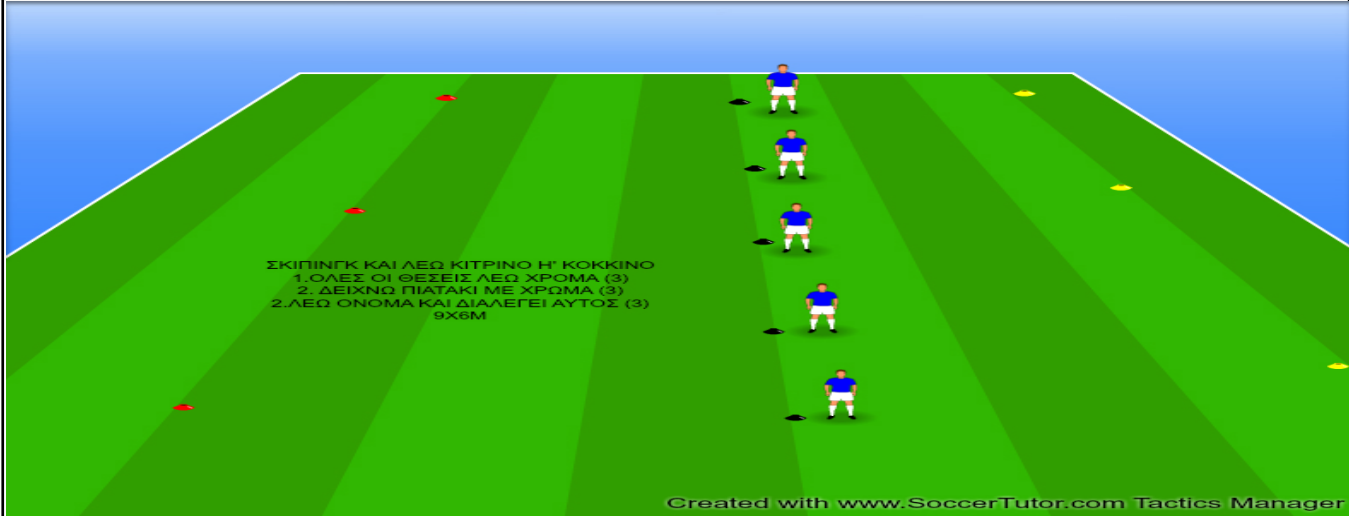 ΣΚΙΠΙΝΓΚ ΚΑΙ ΛΕΩ ΚΙΤΡΙΝΟ Η' ΚΟΚΚΙΝΟ
1.ΟΛΕΣ ΟΙ ΘΕΣΕΙΣ ΛΕΩ ΧΡΟΜΑ (3)
2. ΔΕΙΧΝΩ ΠΙΑΤΑΚΙ ΜΕ ΧΡΩΜΑ (3)
2.ΛΕΩ ΟΝΟΜΑ ΚΑΙ ΔΙΑΛΕΓΕΙ ΑΥΤΟΣ (3)
9Χ6Μ
Created with www.SoccerTutor.com Tactics Manager